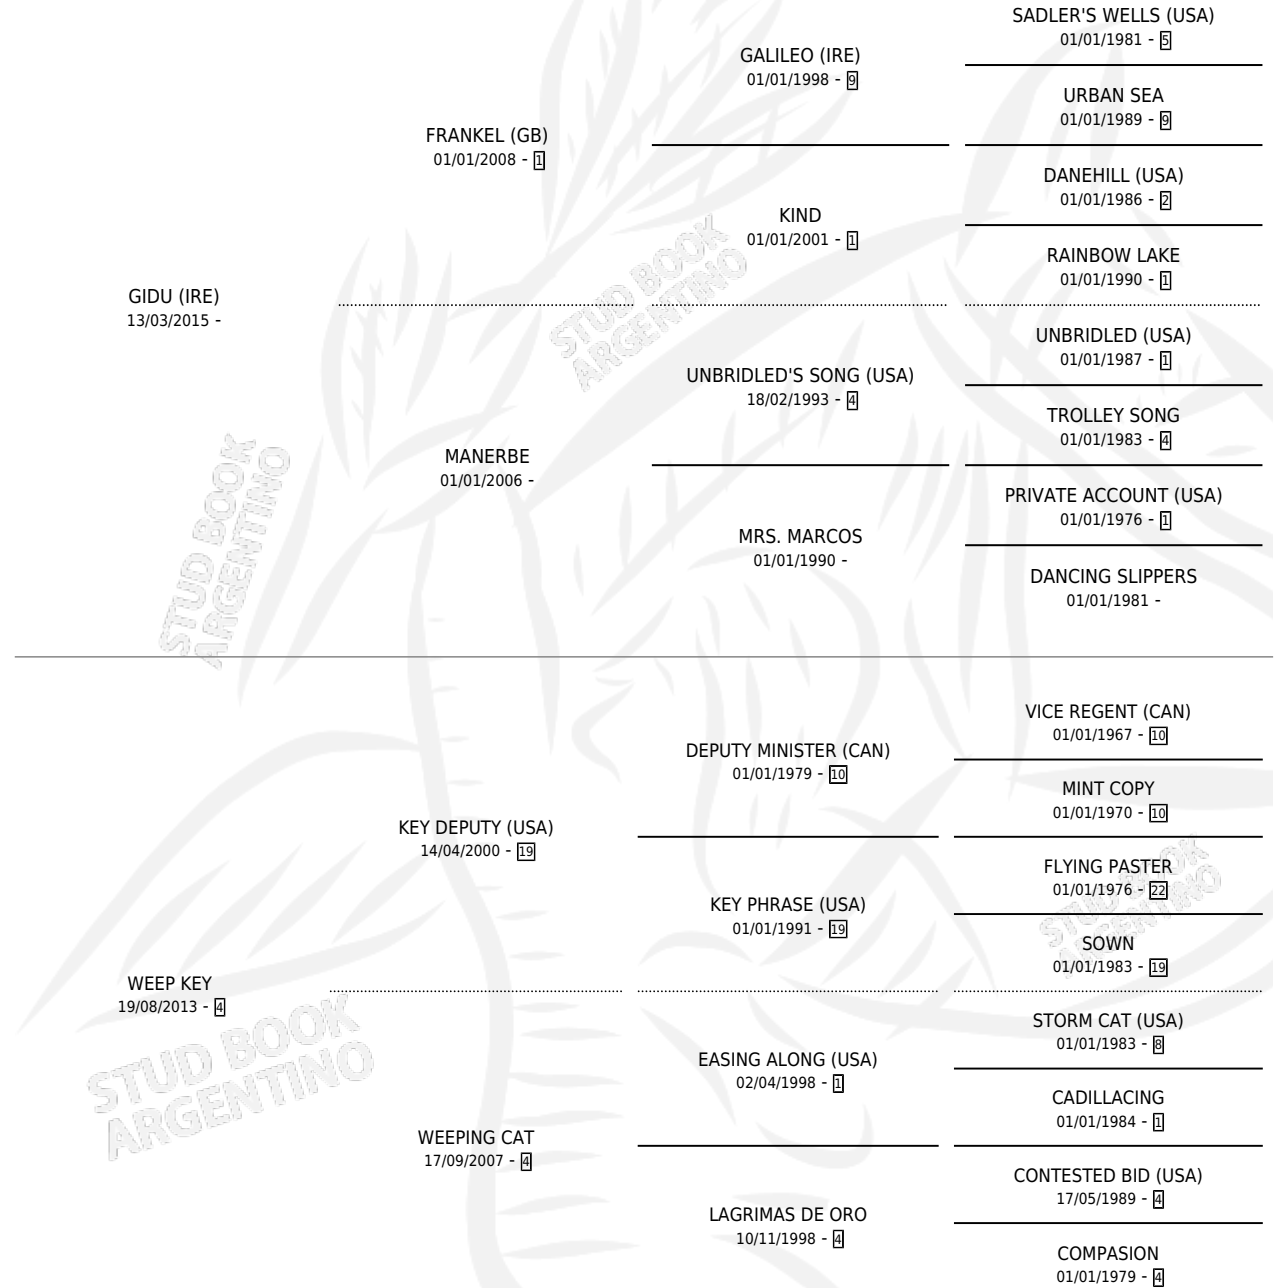 SADLER'S WELLS (USA)
01/01/1981 - 5
GALILEO (IRE)
01/01/1998 - 9
URBAN SEA
01/01/1989 - 9
FRANKEL (GB)
01/01/2008 - 1
DANEHILL (USA)
01/01/1986 - 2
KIND
01/01/2001 - 1
RAINBOW LAKE
01/01/1990 - 1
GIDU (IRE)
13/03/2015 -
UNBRIDLED (USA)
01/01/1987 - 1
UNBRIDLED'S SONG (USA)
18/02/1993 - 4
TROLLEY SONG
01/01/1983 - 4
MANERBE
01/01/2006 -
PRIVATE ACCOUNT (USA)
01/01/1976 - 1
MRS. MARCOS
01/01/1990 -
DANCING SLIPPERS
01/01/1981 -
VICE REGENT (CAN)
01/01/1967 - 10
DEPUTY MINISTER (CAN)
01/01/1979 - 10
MINT COPY
01/01/1970 - 10
KEY DEPUTY (USA)
14/04/2000 - 19
FLYING PASTER
01/01/1976 - 22
KEY PHRASE (USA)
01/01/1991 - 19
SOWN
01/01/1983 - 19
WEEP KEY
19/08/2013 - 4
STORM CAT (USA)
01/01/1983 - 8
EASING ALONG (USA)
02/04/1998 - 1
CADILLACING
01/01/1984 - 1
WEEPING CAT
17/09/2007 - 4
CONTESTED BID (USA)
17/05/1989 - 4
LAGRIMAS DE ORO
10/11/1998 - 4
COMPASION
01/01/1979 - 4
STUD BOOK
ARGENTINO
STUD BOOK
ARGENTINO
STUD BOOK
ARGENTINO
STUD BOOK
ARGENTINO